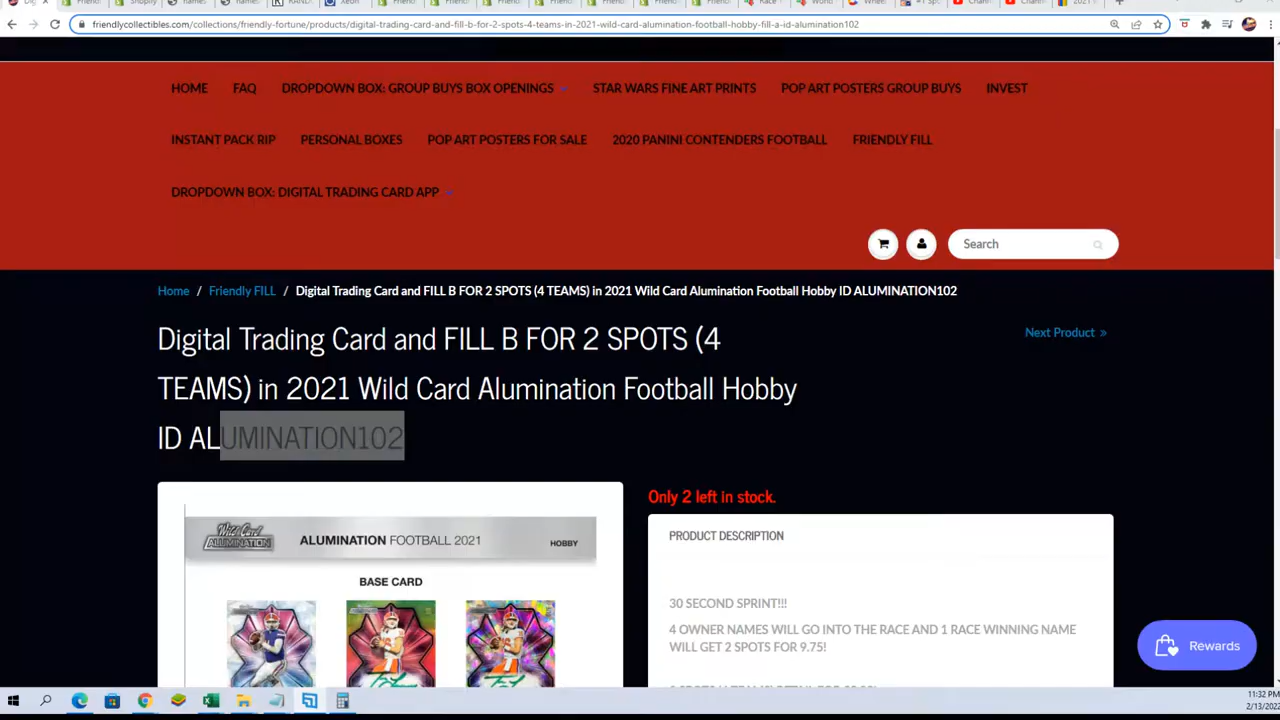 friendlycollectibles.com/collections/friendly-fortune/products/digital-trading-card-and-fill-b-for-2-spots-4-teams-in-2021-wild-card-alumination-football-hobby-fill-a-id-alumination102
HOME FAQ DROPDOWN BOX: GROUP BUYS BOX OPENINGS STAR WARS FINE ART PRINTS POP ART POSTERS GROUP BUYS INVEST
INSTANT PACK RIP PERSONAL BOXES POP ART POSTERS FOR SALE 2020 PANINI CONTENDERS FOOTBALL FRIENDLY FILL
DROPDOWN BOX: DIGITAL TRADING CARD APP
Search
Home / Friendly FILL / Digital Trading Card and FILL B FOR 2 SPOTS (4 TEAMS) in 2021 Wild Card Alumination Football Hobby ID ALUMINATION102
Next Product »
Digital Trading Card and FILL B FOR 2 SPOTS (4
TEAMS) in 2021 Wild Card Alumination Football Hobby
ID ALUMINATION102
Only 2 left in stock.
PRODUCT DESCRIPTION
Wild Card
ALUMINATION
ALUMINATION FOOTBALL 2021
HOBBY
BASE CARD
30 SECOND SPRINT!!!
4 OWNER NAMES WILL GO INTO THE RACE AND 1 RACE WINNING NAME
WILL GET 2 SPOTS FOR 9.75!
Rewards
11:32 PM